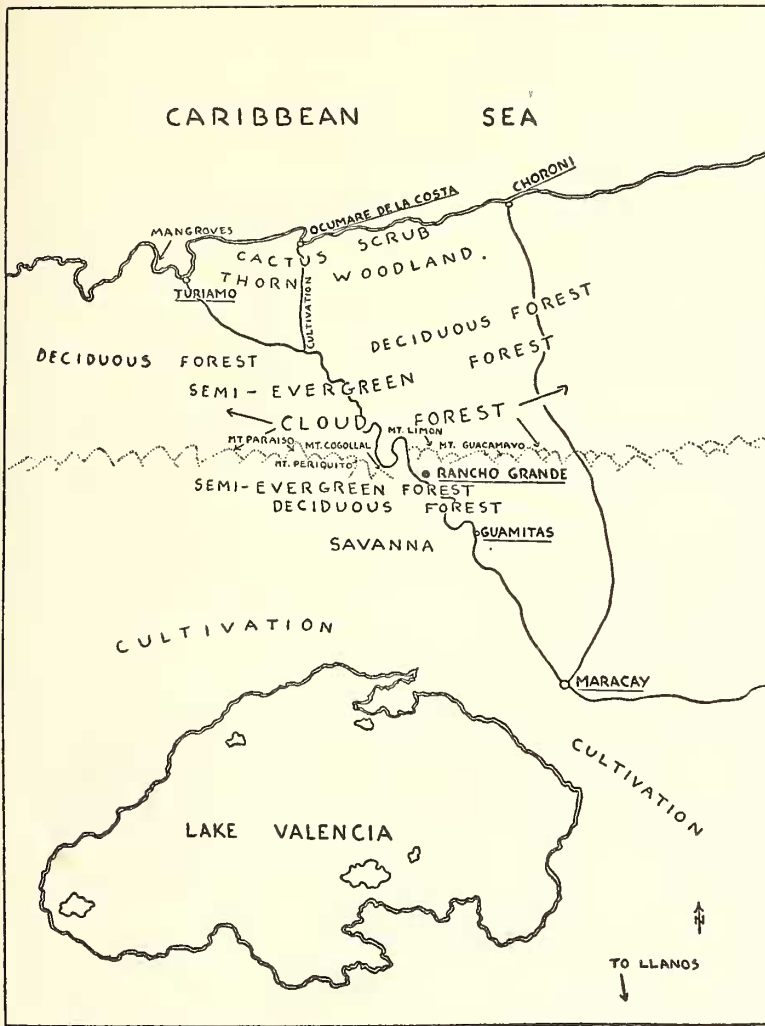 CARIBBEAN SEA
CHORONI
OCUMARE DE LA COSTA
MANGROVES
CACTUS SCRUB
THORN WOODLAND.
TURIAMO
CULTIVATION
DECIDUOUS FOREST
DECIDUOUS FOREST
SEMI-EVERGREEN FOREST
CLOUD FOREST
MT. LIMON
MT PARAISO
MT. COGOLLAL
MT. GUACAMAYO
MT. PERIQUITO
RANCHO GRANDE
SEMI-EVERGREEN FOREST
DECIDUOUS FOREST
GUAMITAS
SAVANNA
CULTIVATION
MARACAY
CULTIVATION
LAKE VALENCIA
N
TO LLANOS